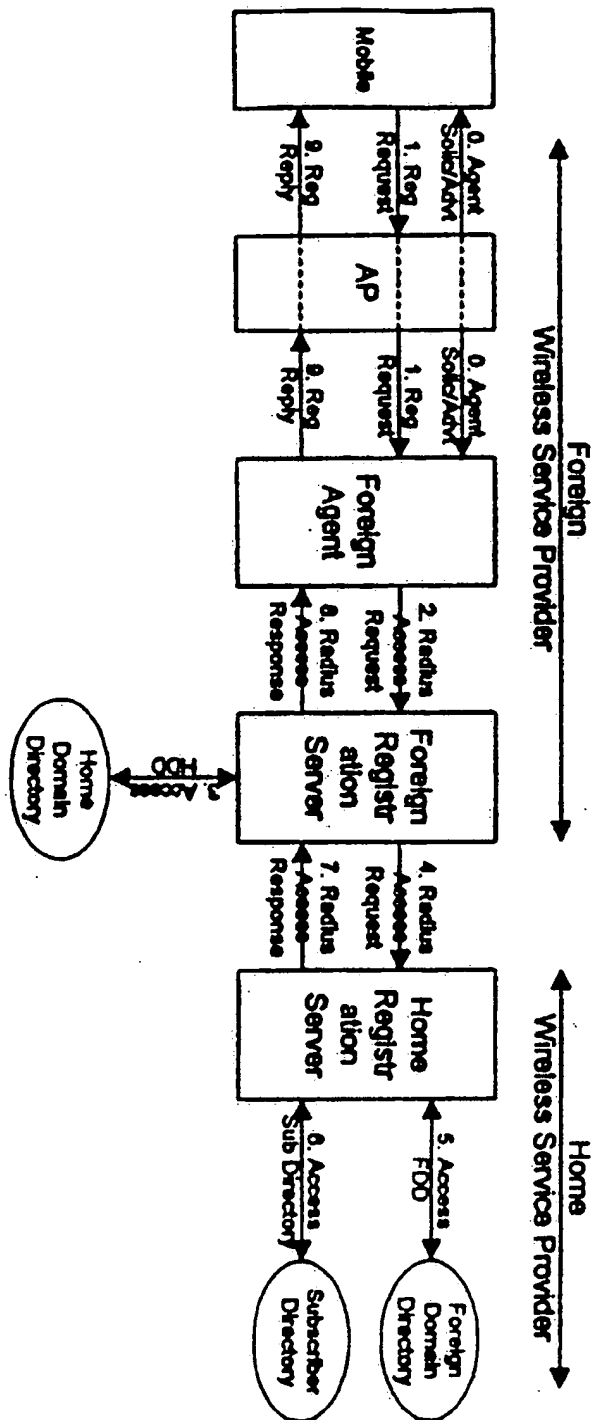 Foreign
Wireless Service Provider
Home
Wireless Service Provider
Mobile
0. Agent
Solic/Advt
1. Reg
Request
9. Reg
Reply
AP
0. Agent
Solic/Advt
1. Reg
Request
9. Reg
Reply
Foreign
Agent
2. Radius
Access
Request
8. Radius
Access
Response
Foreign
Registr
ation
Server
3. Access
HDD
Home
Domain
Directory
4. Radius
Access
Request
7. Radius
Access
Response
Home
Registr
ation
Server
5. Access
FDD
6. Access
Sub Directory
Foreign
Domain
Directory
Subscriber
Directory